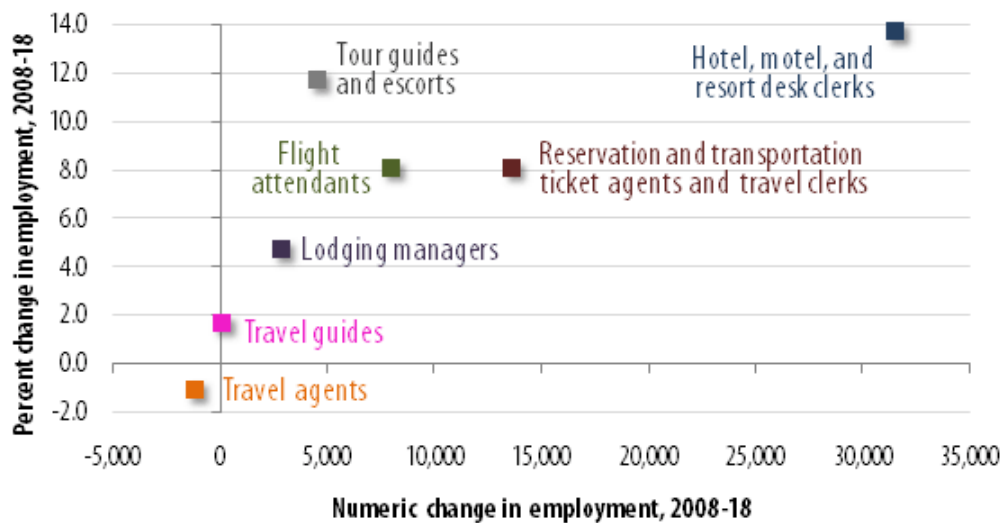 Percent change in employment, 2008-18
14.0
12.0
10.0
8.0
6.0
4.0
2.0
0.0
-2.0
Tour guides
and escorts
Hotel, motel, and
resort desk clerks
Flight
attendants
Reservation and transportation
ticket agents and travel clerks
Lodging managers
Travel guides
Travel agents
-5,000
0
5,000
10,000
15,000
20,000
25,000
30,000
35,000
Numeric change in employment, 2008-18